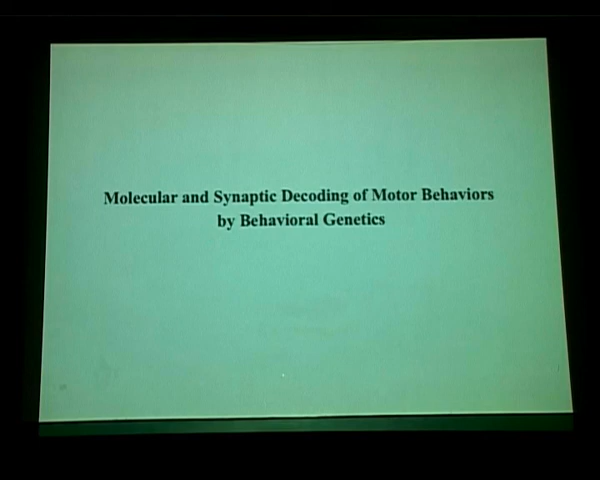 Molecular and Synaptic Decoding of Motor Behaviors
by Behavioral Genetics